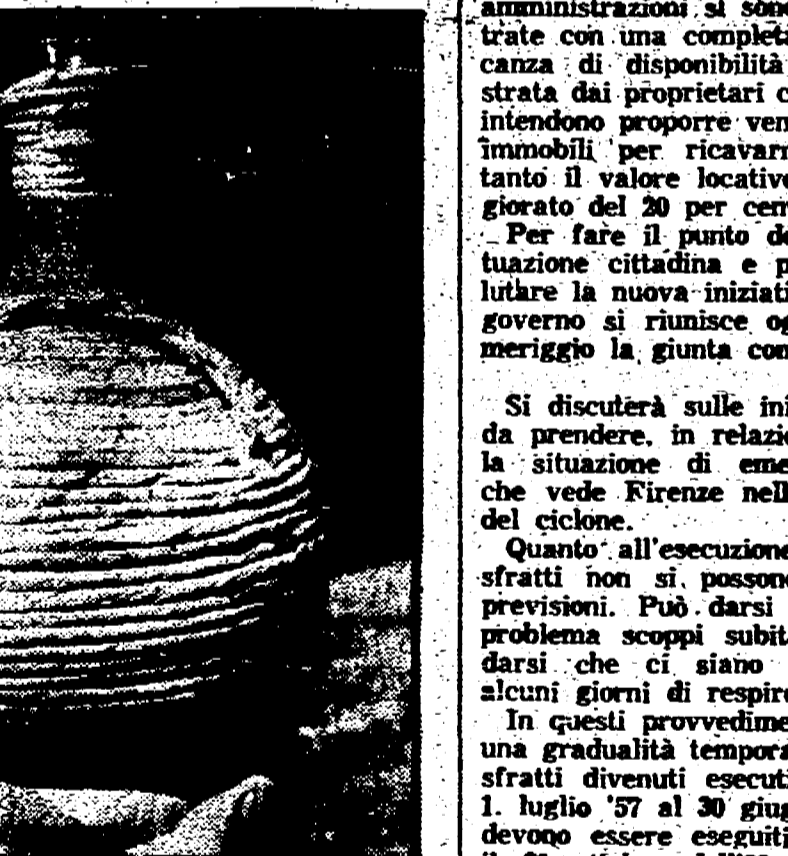 amministrazioni si sono
trate con una completa
canza di disponibilità
strata dai proprietari c
intendono proporre ven
immobili per ricavarn
tanto il valore locativo
giorato del 20 per cen
Per fare il punto de
tuazione cittadina e p
lutare la nuova iniziati
governo si riunisce og
meriggio la giunta com

Si discuterà sulle ini
da prendere, in relazio
la situazione di eme
che vede Firenze nell
del ciclone.
Quanto all'esecuzione
sfratti non si possono
previsioni. Può darsi
problema scoppi subit
darsi che ci siano
alcuni giorni di respiro
In questi provvedime
una gradualità tempora
sfratti divenuti esecuti
1. luglio '57 al 30 giug
devono essere eseguiti